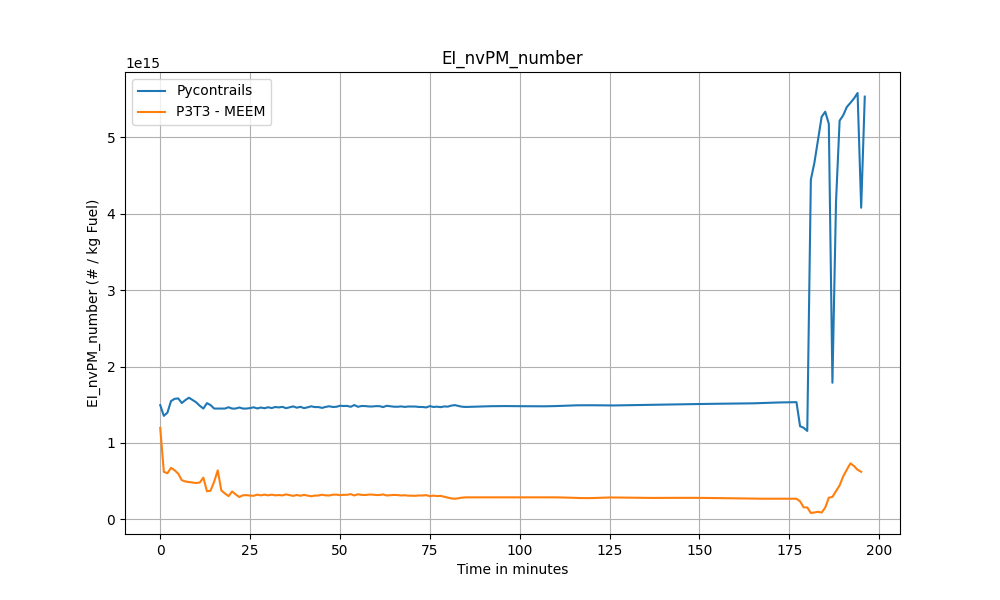 EI_nvPM_number
1e15
Pycontrails
P3T3 - MEEM
EI_nvPM_number (# / kg Fuel)
5
4
3
2
1
0
0 25 50 75 100 125 150 175 200
Time in minutes